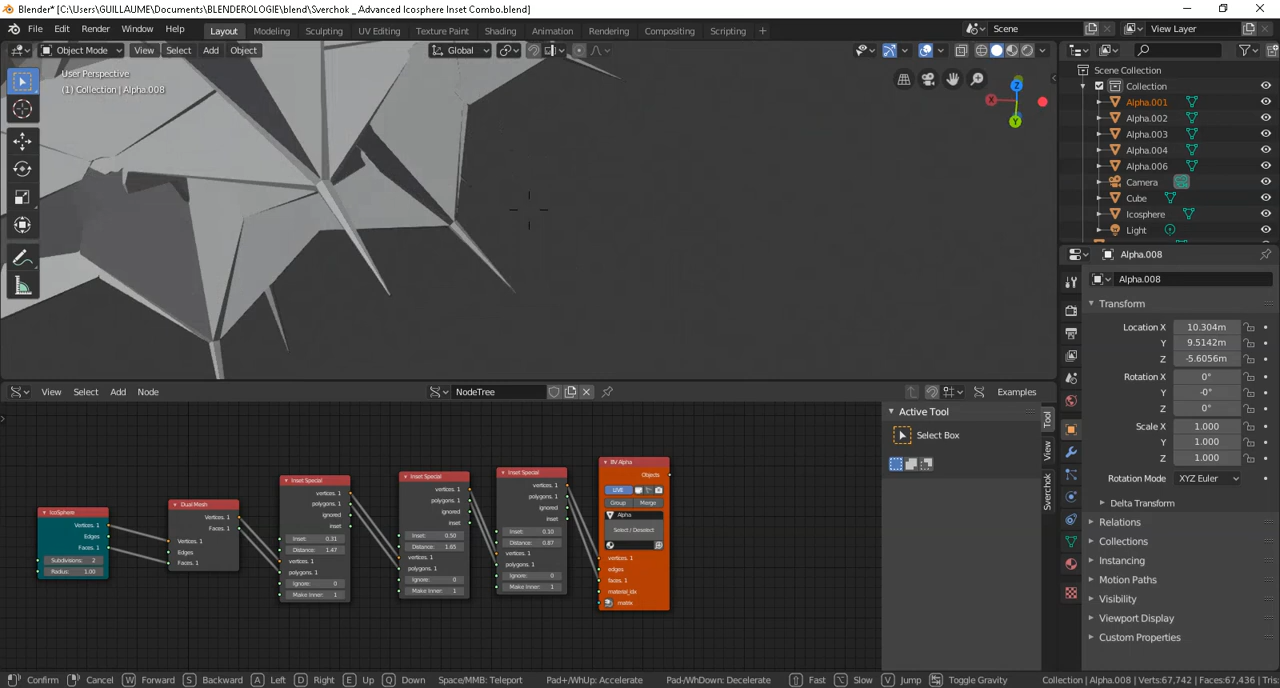 Blender* [C:\Users\GUILLAUME\Documents\BLENDEROLOGIE\blend\Sverchok _ Advanced Icosphere Inset Combo.blend]
File Edit Render Window Help Layout Modeling Sculpting UV Editing Texture Paint Shading Animation Rendering Compositing Scripting + Scene View Layer
Object Mode View Select Add Object Global
User Perspective
(1) Collection | Alpha.008
X
Y
Z
Scene Collection
Collection
Alpha.001
Alpha.002
Alpha.003
Alpha.004
Alpha.006
Camera
Cube
Icosphere
Light
Alpha.008
Alpha.008
Transform
Location X 10.304m
Y 9.5142m
Z -5.6056m
Rotation X 0°
Y -0°
Z 0°
Scale X 1.000
Y 1.000
Z 1.000
Rotation Mode XYZ Euler
Delta Transform
Relations
Collections
Instancing
Motion Paths
Visibility
Viewport Display
Custom Properties
View Select Add Node NodeTree Examples
Active Tool
Select Box
Tool
View
Sverchok
IcoSphere
Vertices. 1
Edges
Faces. 1
Subdivisions: 2
Radius: 1.00
Dual Mesh
Vertices. 1
Faces. 1
Vertices. 1
Edges
Faces. 1
Inset Special
vertices. 1
polygons. 1
ignored
inset
Inset: 0.31
Distance: 1.47
vertices. 1
polygons. 1
Ignore: 0
Make Inner: 1
Inset Special
vertices. 1
polygons. 1
ignored
inset
Inset: 0.50
Distance: 1.65
vertices. 1
polygons. 1
Ignore: 0
Make Inner: 1
Inset Special
vertices. 1
polygons. 1
ignored
inset
Inset: 0.10
Distance: 0.87
vertices. 1
polygons. 1
Ignore: 0
Make Inner: 1
BV Alpha
Objects
LIVE
Group Merge
Alpha
Select / Deselect
vertices. 1
edges
faces. 1
material_idx
matrix
Confirm Cancel W Forward S Backward A Left D Right E Up Q Down Space/MMB: Teleport Pad+/WhUp: Accelerate Pad-/WhDown: Decelerate Fast Slow V Jump Toggle Gravity Collection | Alpha.008 | Verts:67,742 | Faces:67,436 | Tris: